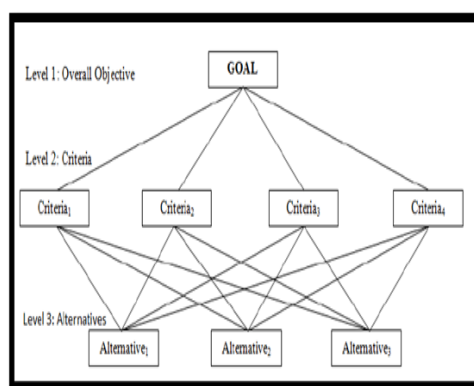 Level 1: Overall Objective
GOAL
Level 2: Criteria
Criteria₁ Criteria₂ Criteria₃ Criteria₄
Level 3: Alternatives
Alternative₁ Alternative₂ Alternative₃